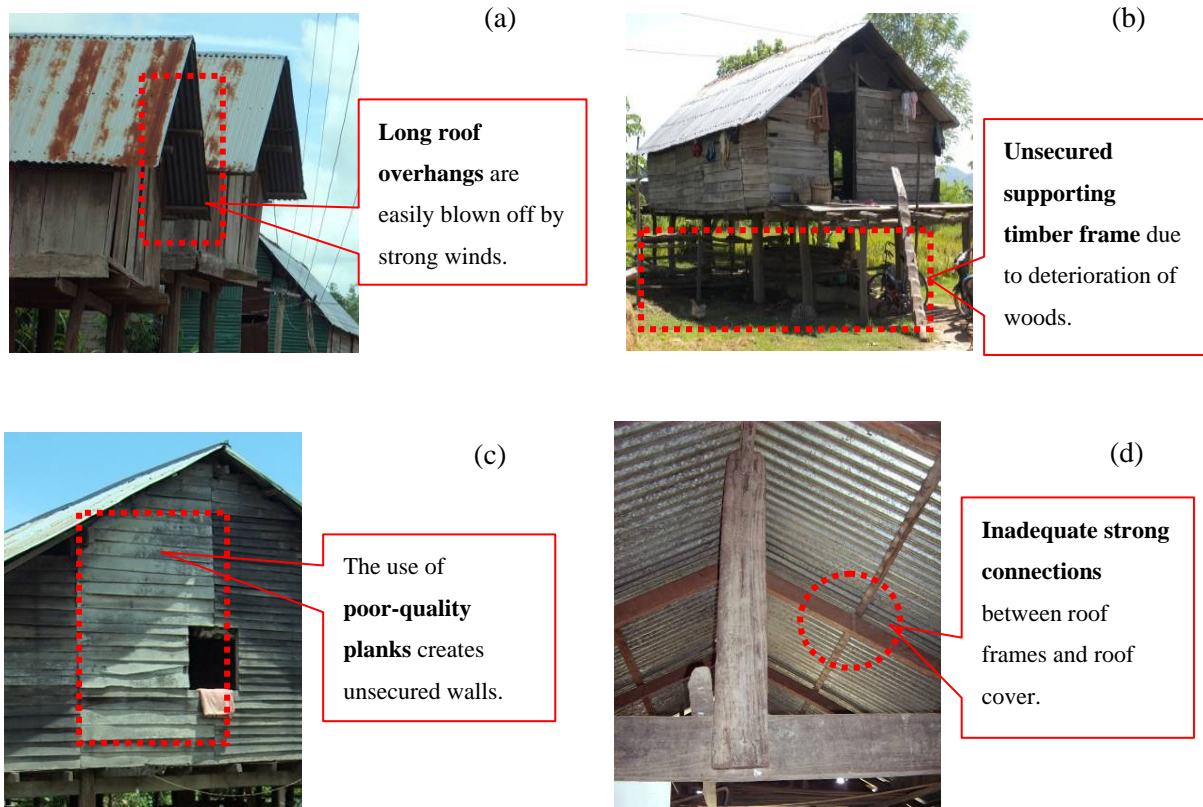 (a)
Long roof
overhangs are
easily blown off by
strong winds.
(b)
Unsecured
supporting
timber frame due
to deterioration of
woods.
(c)
The use of
poor-quality
planks creates
unsecured walls.
(d)
Inadequate strong
connections
between roof
frames and roof
cover.